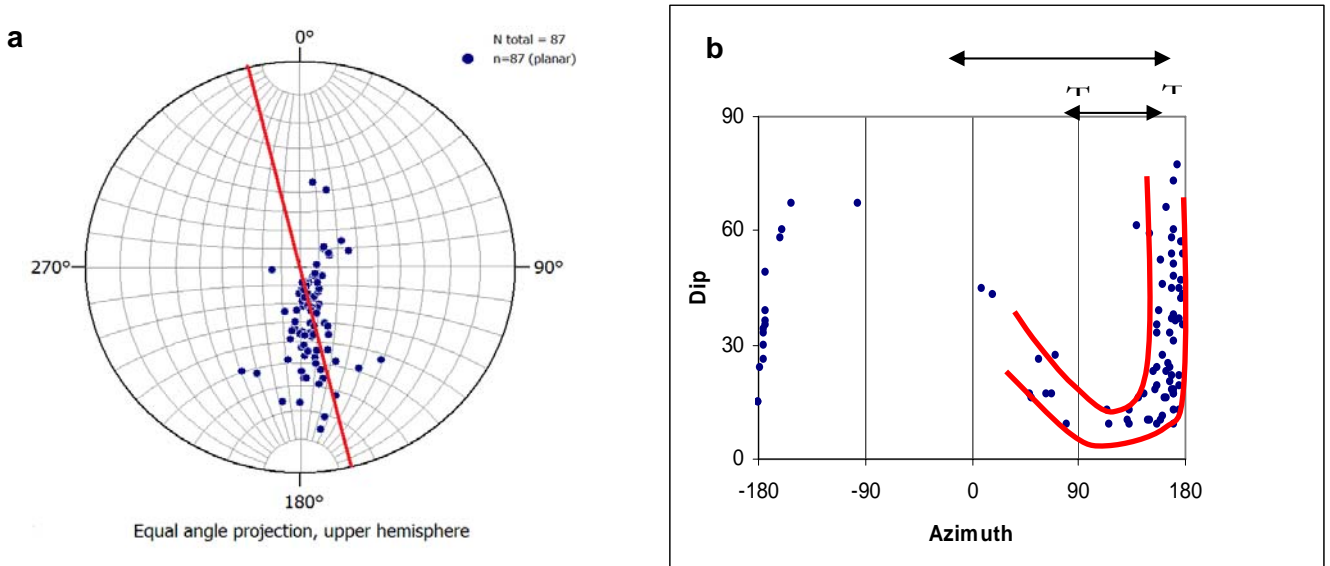 a
N total = 87
n=87 (planar)
0°
270°
90°
180°
Equal angle projection, upper hemisphere
b
90
60
30
0
Dip
-180 -90 0 90 180
Azimuth